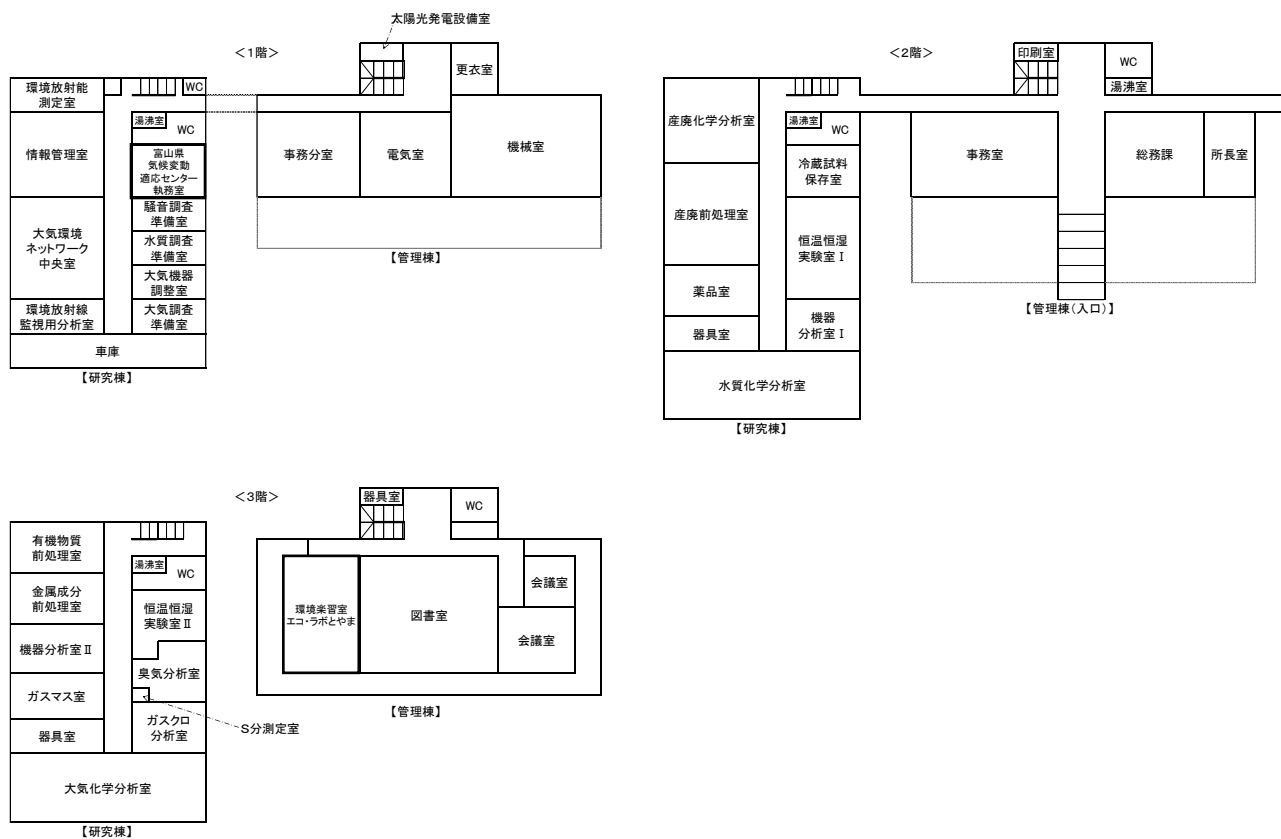 太陽光発電設備室
<1階>
更衣室
環境放射能
測定室
WC
湯沸室
WC
情報管理室
富山県
気候変動
適応センター
執務室
事務分室
電気室
機械室
騒音調査
準備室
大気環境
ネットワーク
中央室
水質調査
準備室
大気機器
調整室
環境放射線
監視用分析室
大気調査
準備室
車庫
【研究棟】
【管理棟】
<2階>
印刷室
WC
湯沸室
産廃化学分析室
湯沸室
WC
冷蔵試料
保存室
事務室
総務課
所長室
産廃前処理室
恒温恒湿
実験室Ⅰ
薬品室
機器
分析室Ⅰ
器具室
水質化学分析室
【研究棟】
【管理棟(入口)】
<3階>
器具室
WC
有機物質
前処理室
湯沸室
WC
金属成分
前処理室
恒温恒湿
実験室Ⅱ
機器分析室Ⅱ
臭気分析室
ガスマス室
S分測定室
ガスクロ
分析室
器具室
大気化学分析室
【研究棟】
環境楽習室
エコ・ラボとやま
図書室
会議室
会議室
【管理棟】